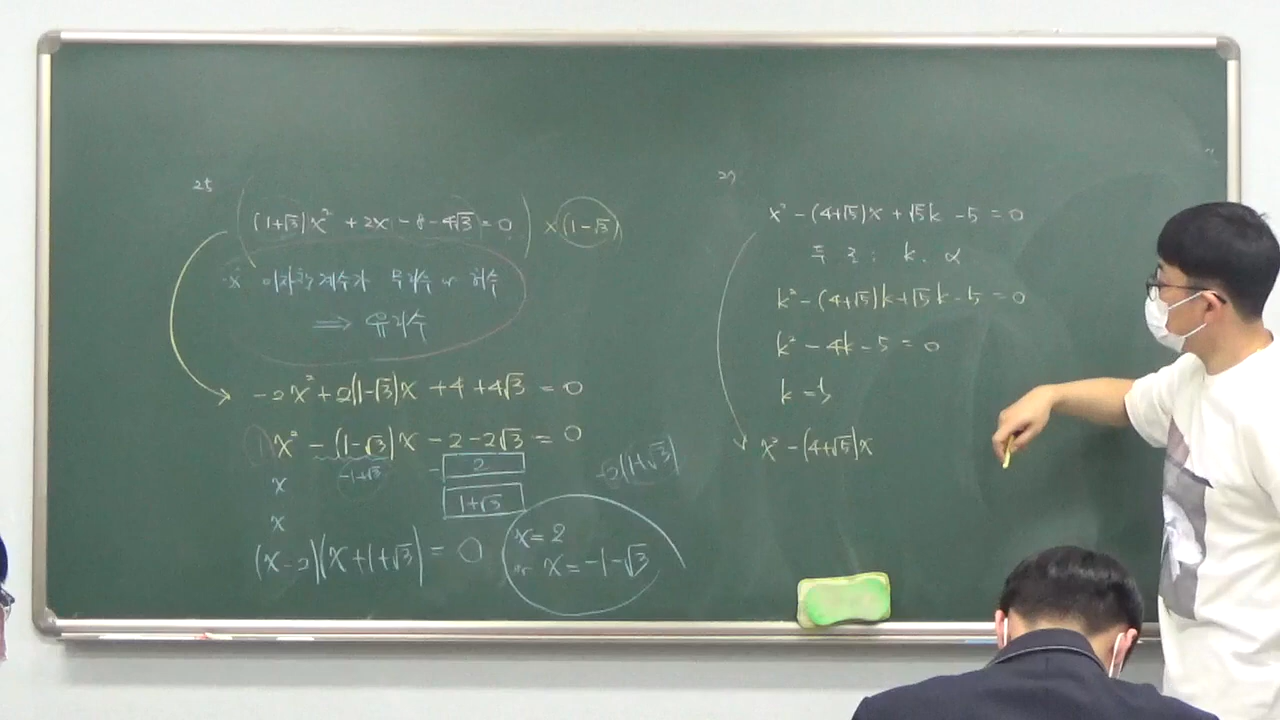 25
(1+√3)x² + 2x - 8 - 4√3 = 0 ) × (1-√3)
x² 이차항 계수가 무리수 or 허수
⟹ 유리수
-2x² + 2(1-√3)x + 4 + 4√3 = 0
x² - (1-√3)x - 2 - 2√3 = 0
-1+√3
- 2
-2(1+√3)
x
1+√3
x
(x-2)(x+1+√3) = 0
x = 2
or x = -1-√3
x² - (4+√5)x + √5k - 5 = 0
두 근 : k, α
k² - (4+√5)k + √5k - 5 = 0
k² - 4k - 5 = 0
k = 5
x² - (4+√5)x